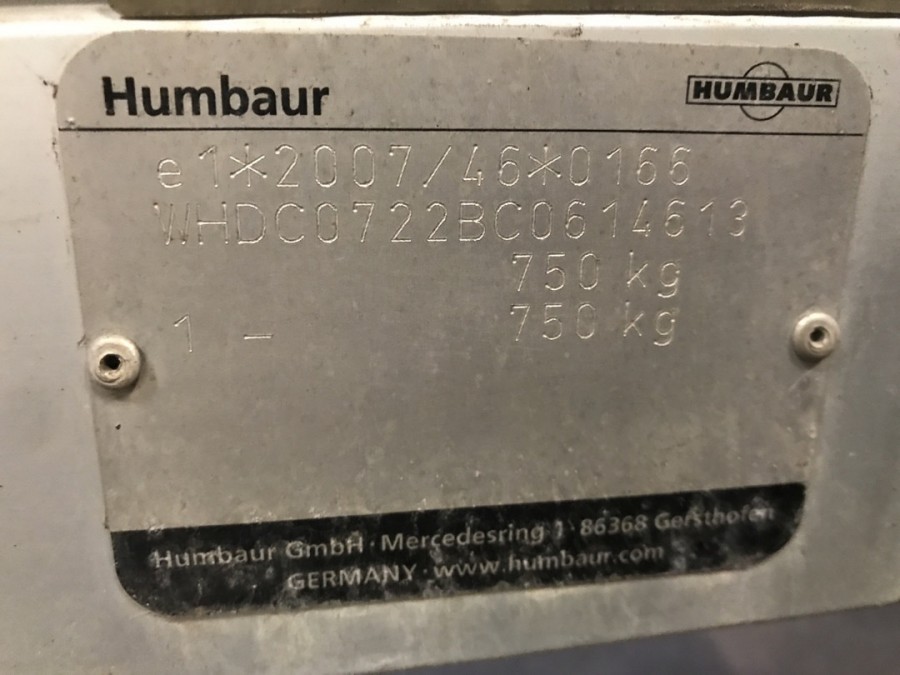 Humbaur
HUMBAUR
e1*2007/46*0166
WHDC0722BC0614613
750 kg
1 - 750 kg
Humbaur GmbH · Mercedesring 1 · 86368 Gersthofen
GERMANY · www.humbaur.com